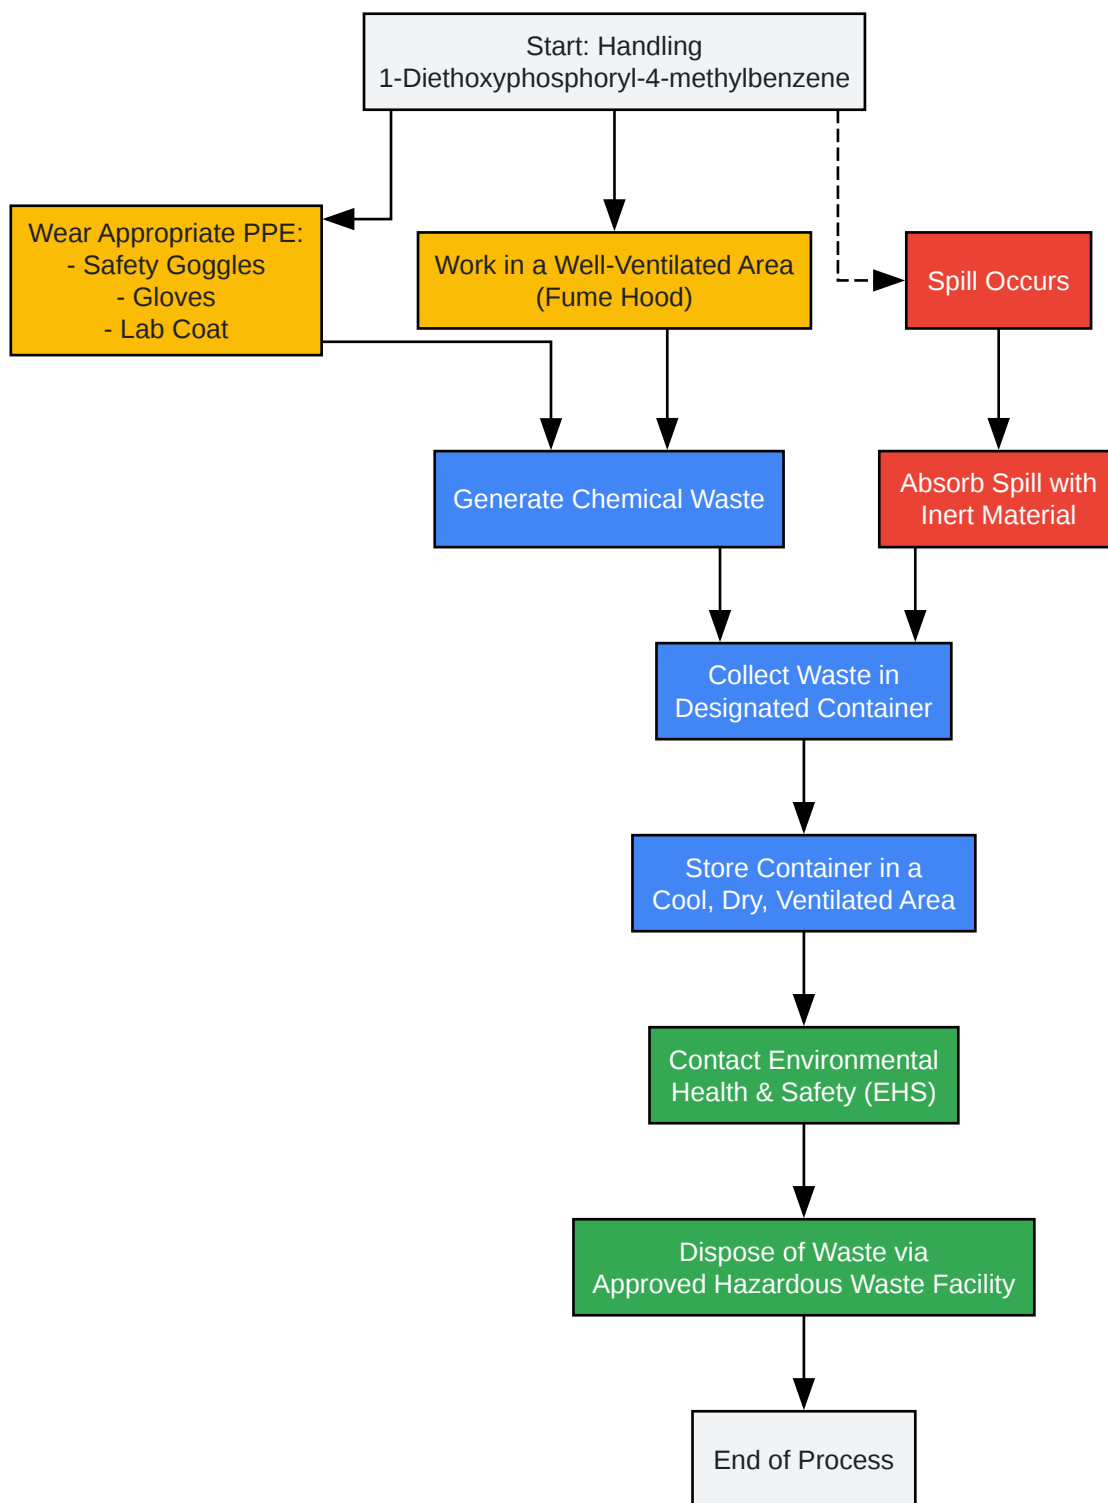 Start: Handling
1-Diethoxyphosphoryl-4-methylbenzene
Wear Appropriate PPE:
- Safety Goggles
- Gloves
- Lab Coat
Work in a Well-Ventilated Area
(Fume Hood)
Spill Occurs
Generate Chemical Waste
Absorb Spill with
Inert Material
Collect Waste in
Designated Container
Store Container in a
Cool, Dry, Ventilated Area
Contact Environmental
Health & Safety (EHS)
Dispose of Waste via
Approved Hazardous Waste Facility
End of Process